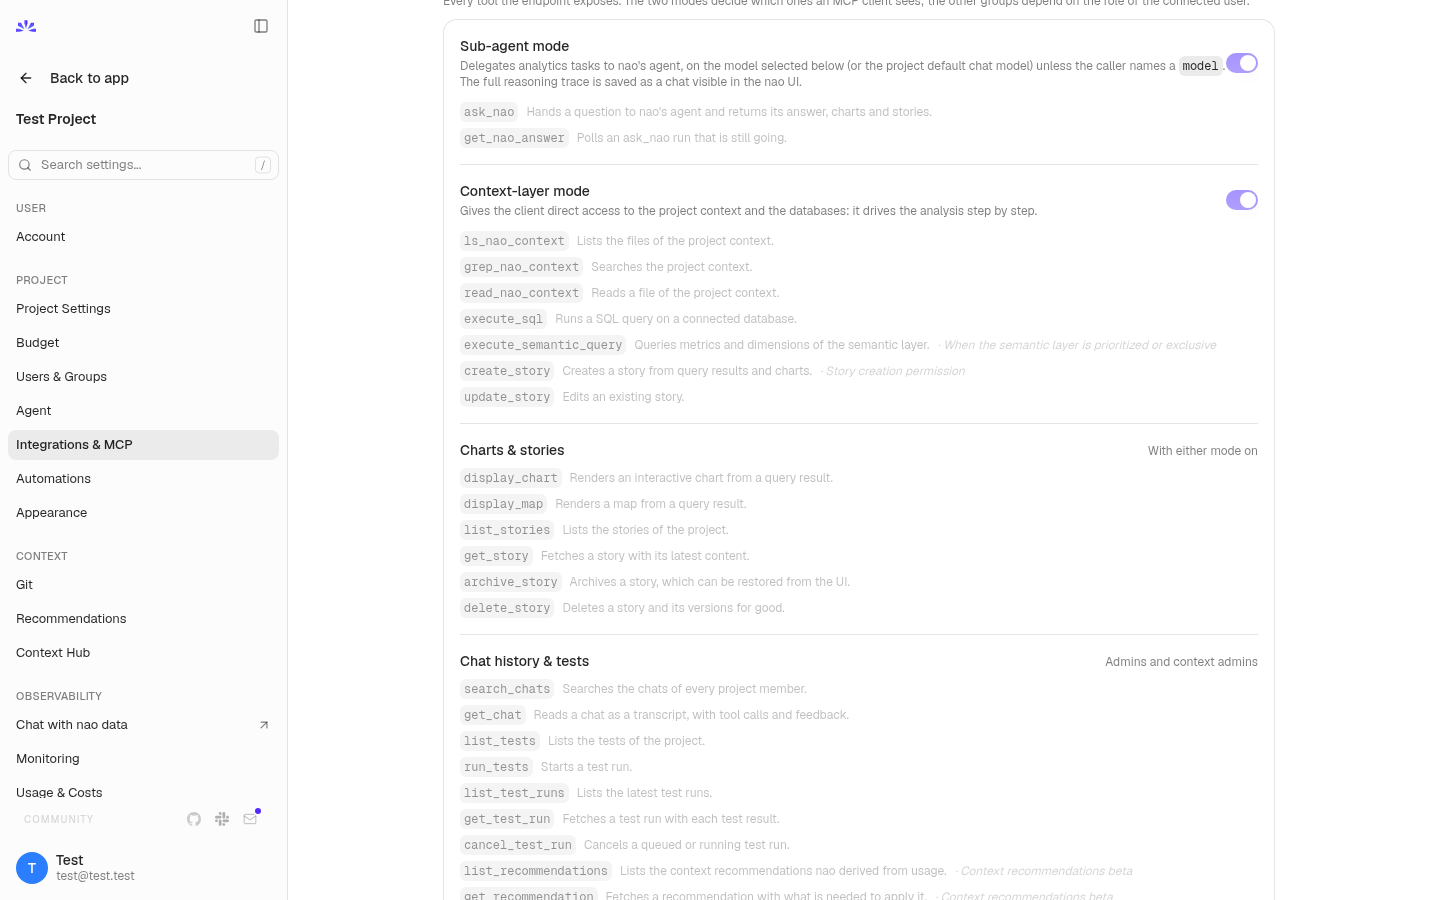 Every tool the endpoint exposes. The two modes decide which ones an MCP client sees, the other groups depend on the role of the connected user.
Back to app
Test Project
Search settings...
/
USER
Account
PROJECT
Project Settings
Budget
Users & Groups
Agent
Integrations & MCP
Automations
Appearance
CONTEXT
Git
Recommendations
Context Hub
OBSERVABILITY
Chat with nao data
Monitoring
Usage & Costs
COMMUNITY
T
Test
test@test.test
Sub-agent mode
Delegates analytics tasks to nao's agent, on the model selected below (or the project default chat model) unless the caller names a model.
The full reasoning trace is saved as a chat visible in the nao UI.
ask_nao Hands a question to nao's agent and returns its answer, charts and stories.
get_nao_answer Polls an ask_nao run that is still going.
Context-layer mode
Gives the client direct access to the project context and the databases: it drives the analysis step by step.
ls_nao_context Lists the files of the project context.
grep_nao_context Searches the project context.
read_nao_context Reads a file of the project context.
execute_sql Runs a SQL query on a connected database.
execute_semantic_query Queries metrics and dimensions of the semantic layer. · When the semantic layer is prioritized or exclusive
create_story Creates a story from query results and charts. · Story creation permission
update_story Edits an existing story.
Charts & stories With either mode on
display_chart Renders an interactive chart from a query result.
display_map Renders a map from a query result.
list_stories Lists the stories of the project.
get_story Fetches a story with its latest content.
archive_story Archives a story, which can be restored from the UI.
delete_story Deletes a story and its versions for good.
Chat history & tests Admins and context admins
search_chats Searches the chats of every project member.
get_chat Reads a chat as a transcript, with tool calls and feedback.
list_tests Lists the tests of the project.
run_tests Starts a test run.
list_test_runs Lists the latest test runs.
get_test_run Fetches a test run with each test result.
cancel_test_run Cancels a queued or running test run.
list_recommendations Lists the context recommendations nao derived from usage. · Context recommendations beta
get_recommendation Fetches a recommendation with what is needed to apply it. · Context recommendations beta